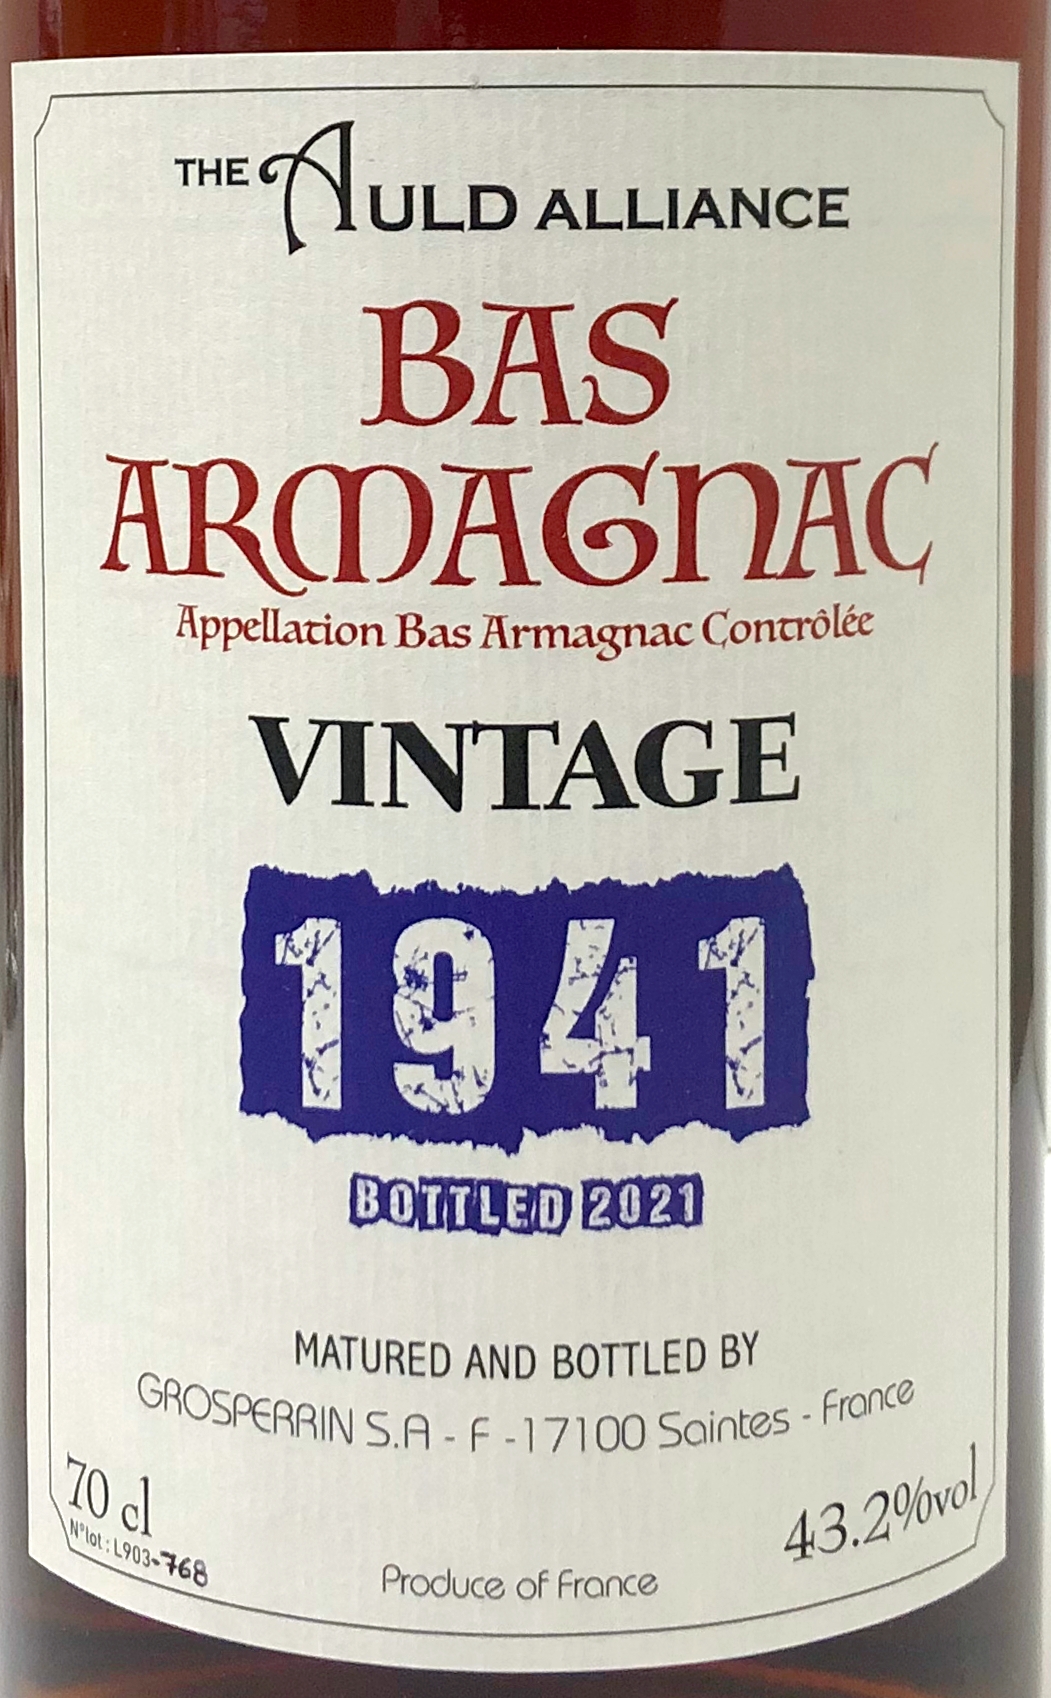 THE AULD ALLIANCE
BAS
ARMAGNAC
Appellation Bas Armagnac Contrôlée
VINTAGE
1941
BOTTLED 2021
MATURED AND BOTTLED BY
GROSPERRIN S.A - F -17100 Saintes - France
70 cl
43.2%vol
N°lot : L903-768
Produce of France